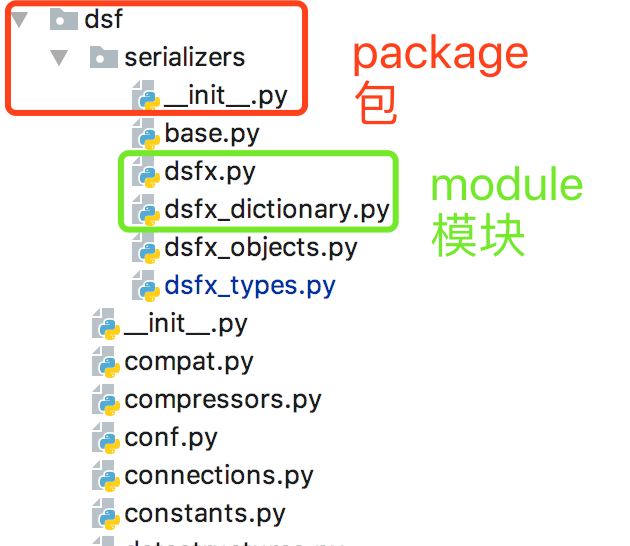 dsf
serializers
__init__.py
base.py
dsfx.py
dsfx_dictionary.py
dsfx_objects.py
dsfx_types.py
__init__.py
compat.py
compressors.py
conf.py
connections.py
constants.py
package
包
module
模块